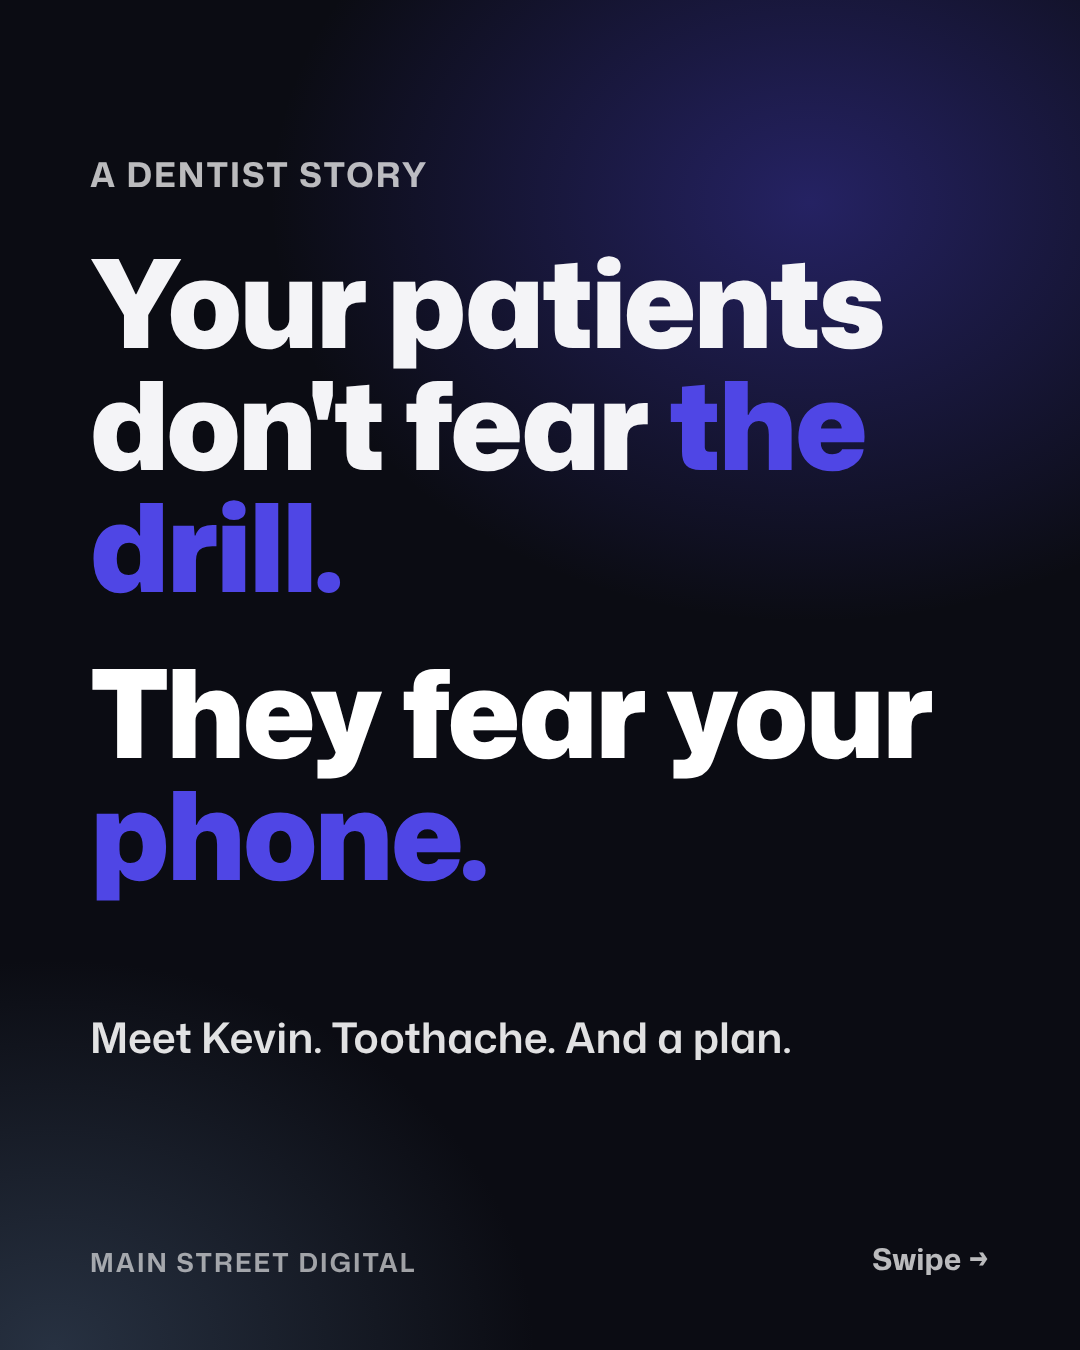 A DENTIST STORY
Your patients
don't fear the
drill.
They fear your
phone.
Meet Kevin. Toothache. And a plan.
MAIN STREET DIGITAL
Swipe →